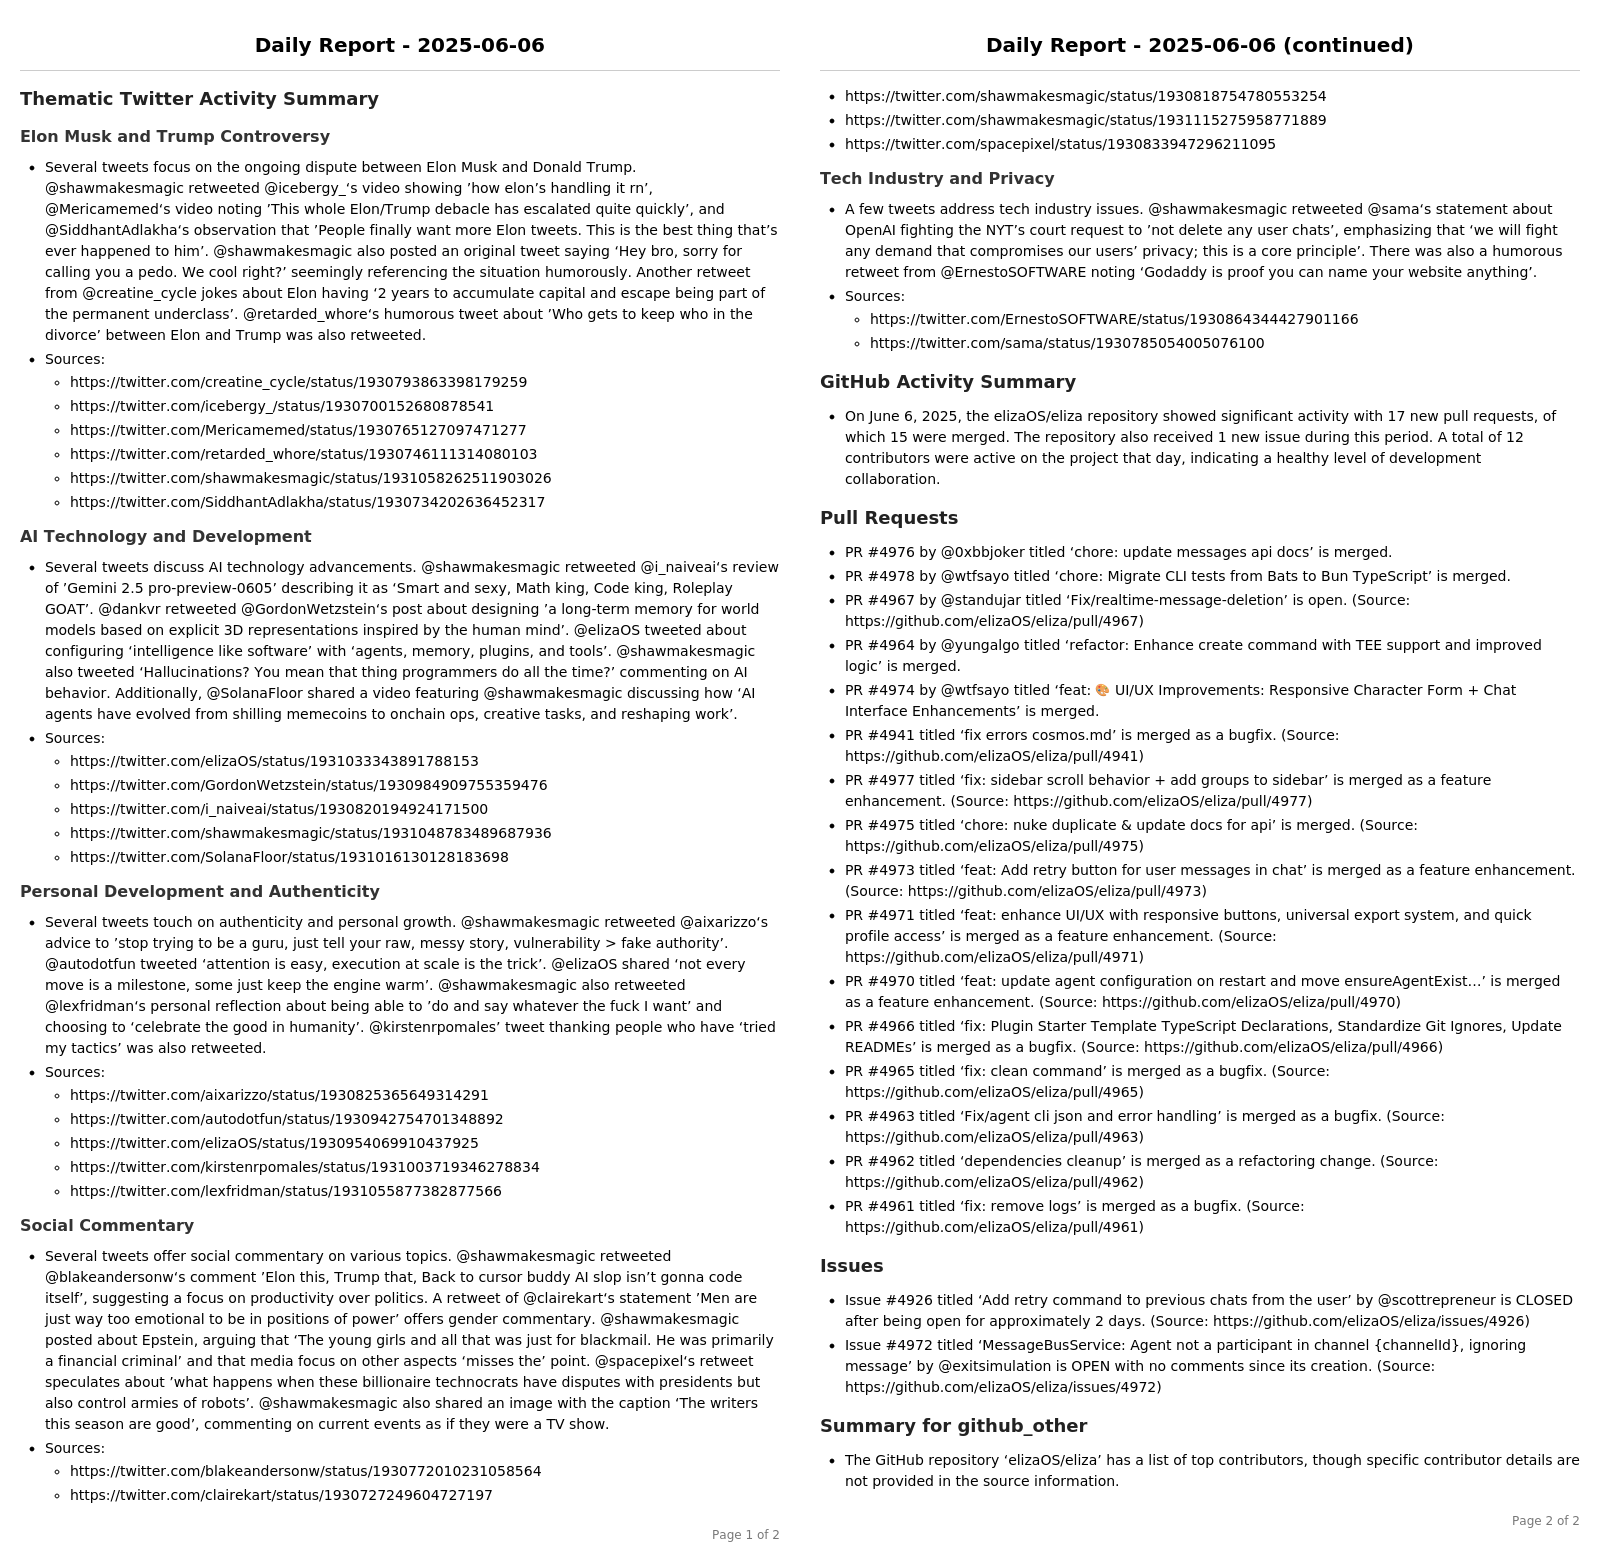 Daily Report - 2025-06-06
Thematic Twitter Activity Summary
Elon Musk and Trump Controversy
• Several tweets focus on the ongoing dispute between Elon Musk and Donald Trump.
@shawmakesmagic retweeted @icebergy_‘s video showing ’how elon’s handling it rn’,
@Mericamemed‘s video noting ’This whole Elon/Trump debacle has escalated quite quickly’, and
@SiddhantAdlakha‘s observation that ’People finally want more Elon tweets. This is the best thing that’s
ever happened to him’. @shawmakesmagic also posted an original tweet saying ‘Hey bro, sorry for
calling you a pedo. We cool right?’ seemingly referencing the situation humorously. Another retweet
from @creatine_cycle jokes about Elon having ‘2 years to accumulate capital and escape being part of
the permanent underclass’. @retarded_whore‘s humorous tweet about ’Who gets to keep who in the
divorce’ between Elon and Trump was also retweeted.
• Sources:
◦ https://twitter.com/creatine_cycle/status/1930793863398179259
◦ https://twitter.com/icebergy_/status/1930700152680878541
◦ https://twitter.com/Mericamemed/status/1930765127097471277
◦ https://twitter.com/retarded_whore/status/1930746111314080103
◦ https://twitter.com/shawmakesmagic/status/1931058262511903026
◦ https://twitter.com/SiddhantAdlakha/status/1930734202636452317
AI Technology and Development
• Several tweets discuss AI technology advancements. @shawmakesmagic retweeted @i_naiveai‘s review
of ’Gemini 2.5 pro-preview-0605’ describing it as ‘Smart and sexy, Math king, Code king, Roleplay
GOAT’. @dankvr retweeted @GordonWetzstein‘s post about designing ’a long-term memory for world
models based on explicit 3D representations inspired by the human mind’. @elizaOS tweeted about
configuring ‘intelligence like software’ with ‘agents, memory, plugins, and tools’. @shawmakesmagic
also tweeted ‘Hallucinations? You mean that thing programmers do all the time?’ commenting on AI
behavior. Additionally, @SolanaFloor shared a video featuring @shawmakesmagic discussing how ‘AI
agents have evolved from shilling memecoins to onchain ops, creative tasks, and reshaping work’.
• Sources:
◦ https://twitter.com/elizaOS/status/1931033343891788153
◦ https://twitter.com/GordonWetzstein/status/1930984909755359476
◦ https://twitter.com/i_naiveai/status/1930820194924171500
◦ https://twitter.com/shawmakesmagic/status/1931048783489687936
◦ https://twitter.com/SolanaFloor/status/1931016130128183698
Personal Development and Authenticity
• Several tweets touch on authenticity and personal growth. @shawmakesmagic retweeted @aixarizzo‘s
advice to ’stop trying to be a guru, just tell your raw, messy story, vulnerability > fake authority’.
@autodotfun tweeted ‘attention is easy, execution at scale is the trick’. @elizaOS shared ‘not every
move is a milestone, some just keep the engine warm’. @shawmakesmagic also retweeted
@lexfridman‘s personal reflection about being able to ’do and say whatever the fuck I want’ and
choosing to ‘celebrate the good in humanity’. @kirstenrpomales’ tweet thanking people who have ‘tried
my tactics’ was also retweeted.
• Sources:
◦ https://twitter.com/aixarizzo/status/1930825365649314291
◦ https://twitter.com/autodotfun/status/1930942754701348892
◦ https://twitter.com/elizaOS/status/1930954069910437925
◦ https://twitter.com/kirstenrpomales/status/1931003719346278834
◦ https://twitter.com/lexfridman/status/1931055877382877566
Social Commentary
• Several tweets offer social commentary on various topics. @shawmakesmagic retweeted
@blakeandersonw‘s comment ’Elon this, Trump that, Back to cursor buddy AI slop isn’t gonna code
itself’, suggesting a focus on productivity over politics. A retweet of @clairekart‘s statement ’Men are
just way too emotional to be in positions of power’ offers gender commentary. @shawmakesmagic
posted about Epstein, arguing that ‘The young girls and all that was just for blackmail. He was primarily
a financial criminal’ and that media focus on other aspects ‘misses the’ point. @spacepixel‘s retweet
speculates about ’what happens when these billionaire technocrats have disputes with presidents but
also control armies of robots’. @shawmakesmagic also shared an image with the caption ‘The writers
this season are good’, commenting on current events as if they were a TV show.
• Sources:
◦ https://twitter.com/blakeandersonw/status/1930772010231058564
◦ https://twitter.com/clairekart/status/1930727249604727197
Page 1 of 2
Daily Report - 2025-06-06 (continued)
• https://twitter.com/shawmakesmagic/status/1930818754780553254
• https://twitter.com/shawmakesmagic/status/1931115275958771889
• https://twitter.com/spacepixel/status/1930833947296211095
Tech Industry and Privacy
• A few tweets address tech industry issues. @shawmakesmagic retweeted @sama‘s statement about
OpenAI fighting the NYT’s court request to ’not delete any user chats’, emphasizing that ‘we will fight
any demand that compromises our users’ privacy; this is a core principle’. There was also a humorous
retweet from @ErnestoSOFTWARE noting ‘Godaddy is proof you can name your website anything’.
• Sources:
◦ https://twitter.com/ErnestoSOFTWARE/status/1930864344427901166
◦ https://twitter.com/sama/status/1930785054005076100
GitHub Activity Summary
• On June 6, 2025, the elizaOS/eliza repository showed significant activity with 17 new pull requests, of
which 15 were merged. The repository also received 1 new issue during this period. A total of 12
contributors were active on the project that day, indicating a healthy level of development
collaboration.
Pull Requests
• PR #4976 by @0xbbjoker titled ‘chore: update messages api docs’ is merged.
• PR #4978 by @wtfsayo titled ‘chore: Migrate CLI tests from Bats to Bun TypeScript’ is merged.
• PR #4967 by @standujar titled ‘Fix/realtime-message-deletion’ is open. (Source:
https://github.com/elizaOS/eliza/pull/4967)
• PR #4964 by @yungalgo titled ‘refactor: Enhance create command with TEE support and improved
logic’ is merged.
• PR #4974 by @wtfsayo titled ‘feat: 🎨 UI/UX Improvements: Responsive Character Form + Chat
Interface Enhancements’ is merged.
• PR #4941 titled ‘fix errors cosmos.md’ is merged as a bugfix. (Source:
https://github.com/elizaOS/eliza/pull/4941)
• PR #4977 titled ‘fix: sidebar scroll behavior + add groups to sidebar’ is merged as a feature
enhancement. (Source: https://github.com/elizaOS/eliza/pull/4977)
• PR #4975 titled ‘chore: nuke duplicate & update docs for api’ is merged. (Source:
https://github.com/elizaOS/eliza/pull/4975)
• PR #4973 titled ‘feat: Add retry button for user messages in chat’ is merged as a feature enhancement.
(Source: https://github.com/elizaOS/eliza/pull/4973)
• PR #4971 titled ‘feat: enhance UI/UX with responsive buttons, universal export system, and quick
profile access’ is merged as a feature enhancement. (Source:
https://github.com/elizaOS/eliza/pull/4971)
• PR #4970 titled ‘feat: update agent configuration on restart and move ensureAgentExist…’ is merged
as a feature enhancement. (Source: https://github.com/elizaOS/eliza/pull/4970)
• PR #4966 titled ‘fix: Plugin Starter Template TypeScript Declarations, Standardize Git Ignores, Update
READMEs’ is merged as a bugfix. (Source: https://github.com/elizaOS/eliza/pull/4966)
• PR #4965 titled ‘fix: clean command’ is merged as a bugfix. (Source:
https://github.com/elizaOS/eliza/pull/4965)
• PR #4963 titled ‘Fix/agent cli json and error handling’ is merged as a bugfix. (Source:
https://github.com/elizaOS/eliza/pull/4963)
• PR #4962 titled ‘dependencies cleanup’ is merged as a refactoring change. (Source:
https://github.com/elizaOS/eliza/pull/4962)
• PR #4961 titled ‘fix: remove logs’ is merged as a bugfix. (Source:
https://github.com/elizaOS/eliza/pull/4961)
Issues
• Issue #4926 titled ‘Add retry command to previous chats from the user’ by @scottrepreneur is CLOSED
after being open for approximately 2 days. (Source: https://github.com/elizaOS/eliza/issues/4926)
• Issue #4972 titled ‘MessageBusService: Agent not a participant in channel {channelId}, ignoring
message’ by @exitsimulation is OPEN with no comments since its creation. (Source:
https://github.com/elizaOS/eliza/issues/4972)
Summary for github_other
• The GitHub repository ‘elizaOS/eliza’ has a list of top contributors, though specific contributor details are
not provided in the source information.
Page 2 of 2